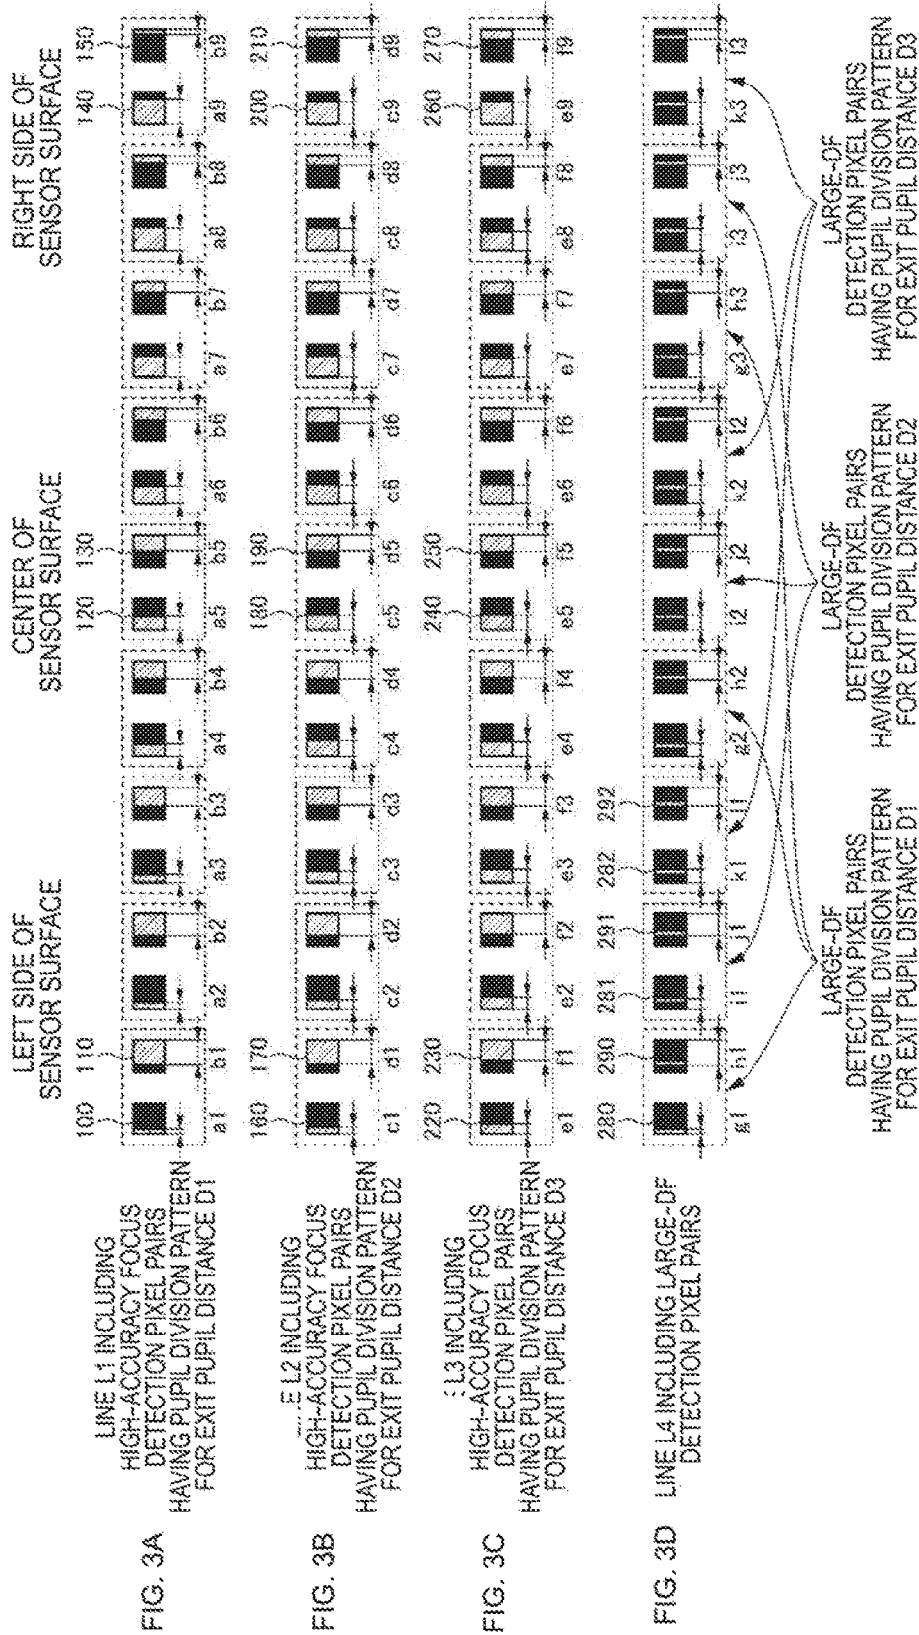 LEFT SIDE OF
SENSOR SURFACE
CENTER OF
SENSOR SURFACE
RIGHT SIDE OF
SENSOR SURFACE
FIG. 3A
LINE L1 INCLUDING
HIGH-ACCURACY FOCUS
DETECTION PIXEL PAIRS
HAVING PUPIL DIVISION PATTERN
FOR EXIT PUPIL DISTANCE D1
100 110 120 130 140 150
a1 b1 a2 b2 a3 b3 a4 b4 a5 b5 a6 b6 a7 b7 a8 b8 a9 b9
FIG. 3B
E L2 INCLUDING
HIGH-ACCURACY FOCUS
DETECTION PIXEL PAIRS
HAVING PUPIL DIVISION PATTERN
FOR EXIT PUPIL DISTANCE D2
160 170 180 190 200 210
c1 d1 c2 d2 c3 d3 c4 d4 c5 d5 c6 d6 c7 d7 c8 d8 c9 d9
FIG. 3C
L3 INCLUDING
HIGH-ACCURACY FOCUS
DETECTION PIXEL PAIRS
HAVING PUPIL DIVISION PATTERN
FOR EXIT PUPIL DISTANCE D3
220 230 240 250 260 270
e1 f1 e2 f2 e3 f3 e4 f4 e5 f5 e6 f6 e7 f7 e8 f8 e9 f9
FIG. 3D
LINE L4 INCLUDING LARGE-DF
DETECTION PIXEL PAIRS
280 290 281 291 282 292
g1 h1 i1 j1 k1 l1 g2 h2 i2 j2 k2 l2 g3 h3 i3 j3 k3 l3
LARGE-DF
DETECTION PIXEL PAIRS
HAVING PUPIL DIVISION PATTERN
FOR EXIT PUPIL DISTANCE D1
LARGE-DF
DETECTION PIXEL PAIRS
HAVING PUPIL DIVISION PATTERN
FOR EXIT PUPIL DISTANCE D2
LARGE-DF
DETECTION PIXEL PAIRS
HAVING PUPIL DIVISION PATTERN
FOR EXIT PUPIL DISTANCE D3